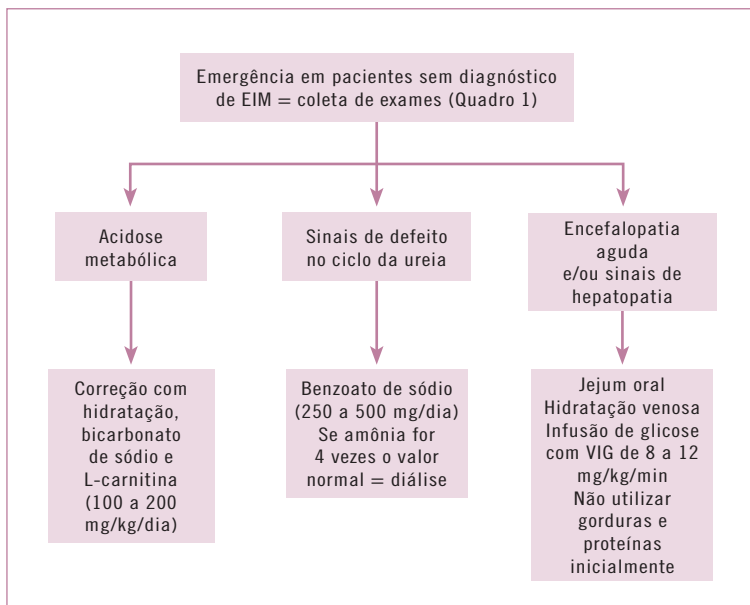 Emergência em pacientes sem diagnóstico
de EIM = coleta de exames (Quadro 1)
Acidose
metabólica
Sinais de defeito
no ciclo da ureia
Encefalopatia
aguda
e/ou sinais de
hepatopatia
Correção com
hidratação,
bicarbonato
de sódio e
L-carnitina
(100 a 200
mg/kg/dia)
Benzoato de sódio
(250 a 500 mg/dia)
Se amônia for
4 vezes o valor
normal = diálise
Jejum oral
Hidratação venosa
Infusão de glicose
com VIG de 8 a 12
mg/kg/min
Não utilizar
gorduras e
proteínas
inicialmente